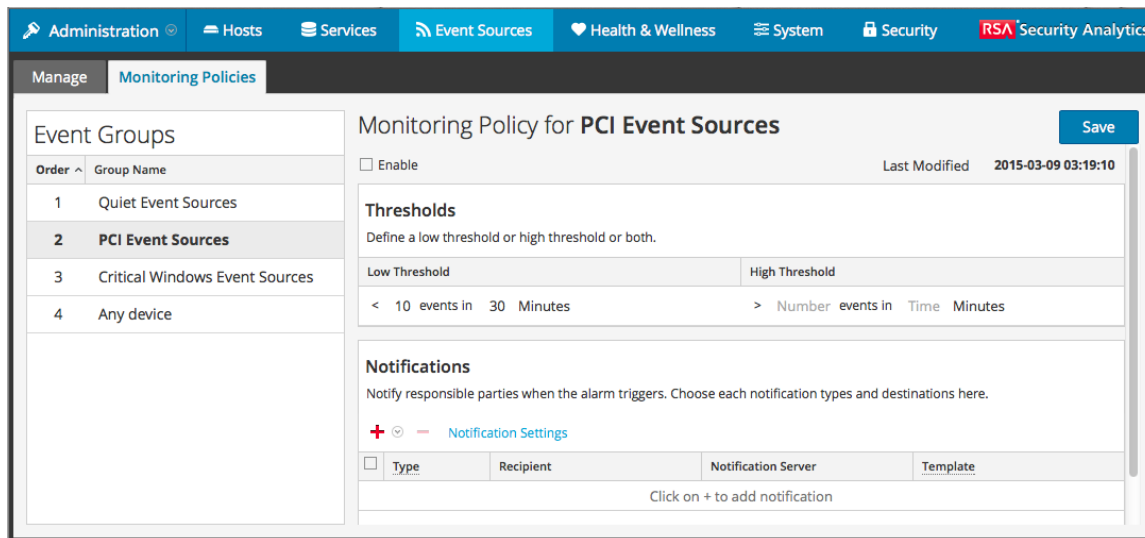 Administration Hosts Services Event Sources Health & Wellness System Security RSA Security Analytics
Manage Monitoring Policies
Event Groups
Order Group Name
1 Quiet Event Sources
2 PCI Event Sources
3 Critical Windows Event Sources
4 Any device
Monitoring Policy for PCI Event Sources
Save
Enable
Last Modified 2015-03-09 03:19:10
Thresholds
Define a low threshold or high threshold or both.
Low Threshold High Threshold
< 10 events in 30 Minutes > Number events in Time Minutes
Notifications
Notify responsible parties when the alarm triggers. Choose each notification types and destinations here.
+ − Notification Settings
Type Recipient Notification Server Template
Click on + to add notification